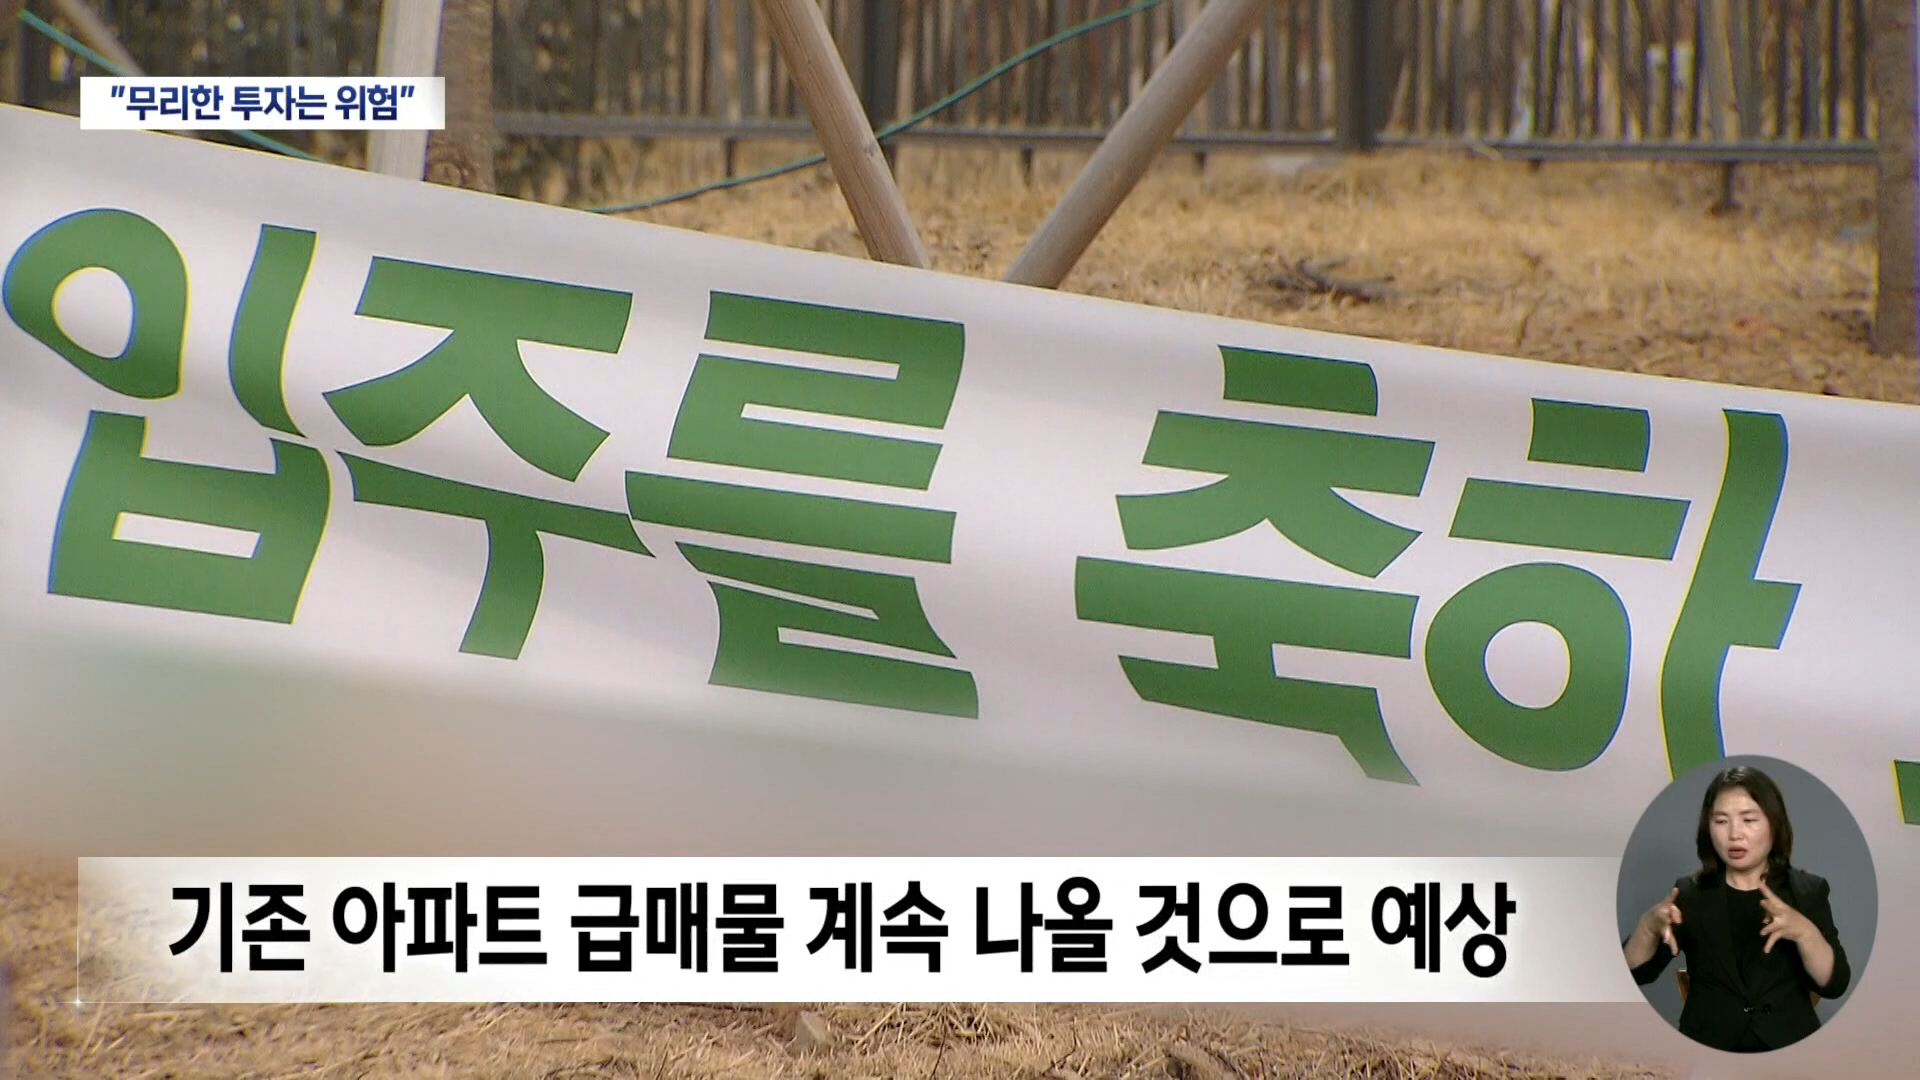 "무리한 투자는 위험"
입주를 축하
기존 아파트 급매물 계속 나올 것으로 예상